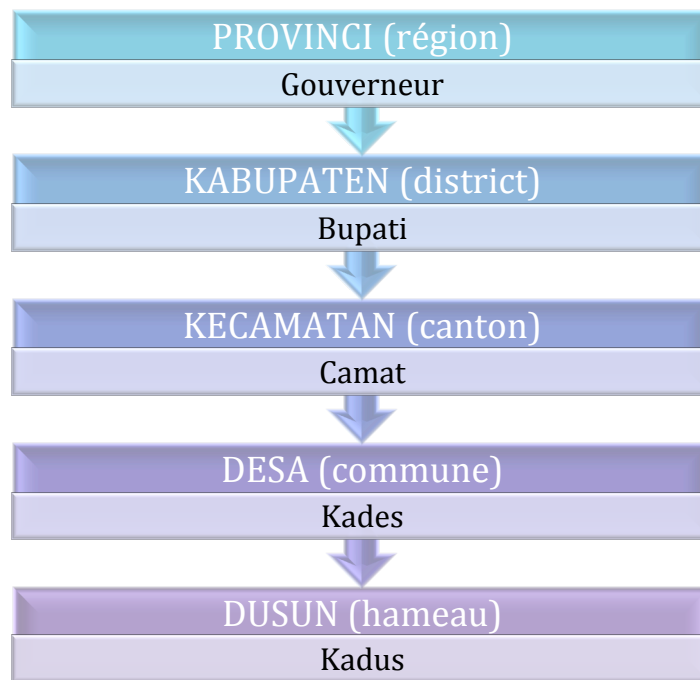 PROVINCI (région)
Gouverneur
KABUPATEN (district)
Bupati
KECAMATAN (canton)
Camat
DESA (commune)
Kades
DUSUN (hameau)
Kadus